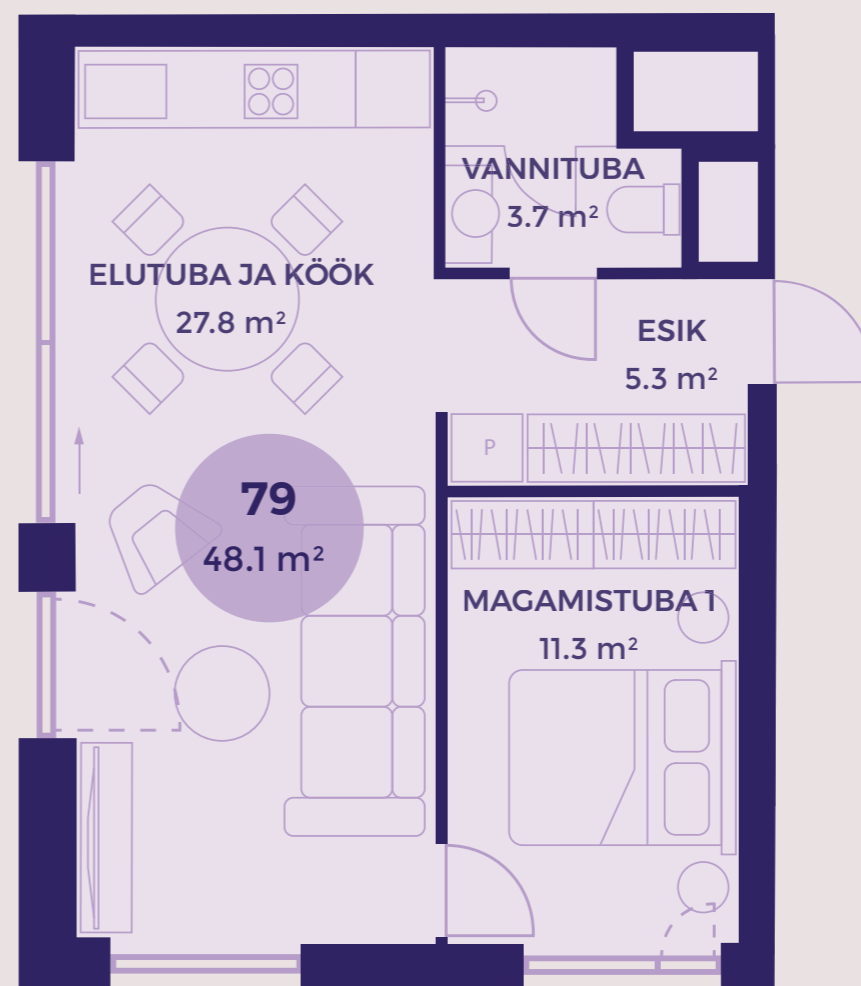 VANNITUBA
3.7 m²
ELUTUBA JA KÖÖK
27.8 m²
ESIK
5.3 m²
P
79
48.1 m²
MAGAMISTUBA 1
11.3 m²